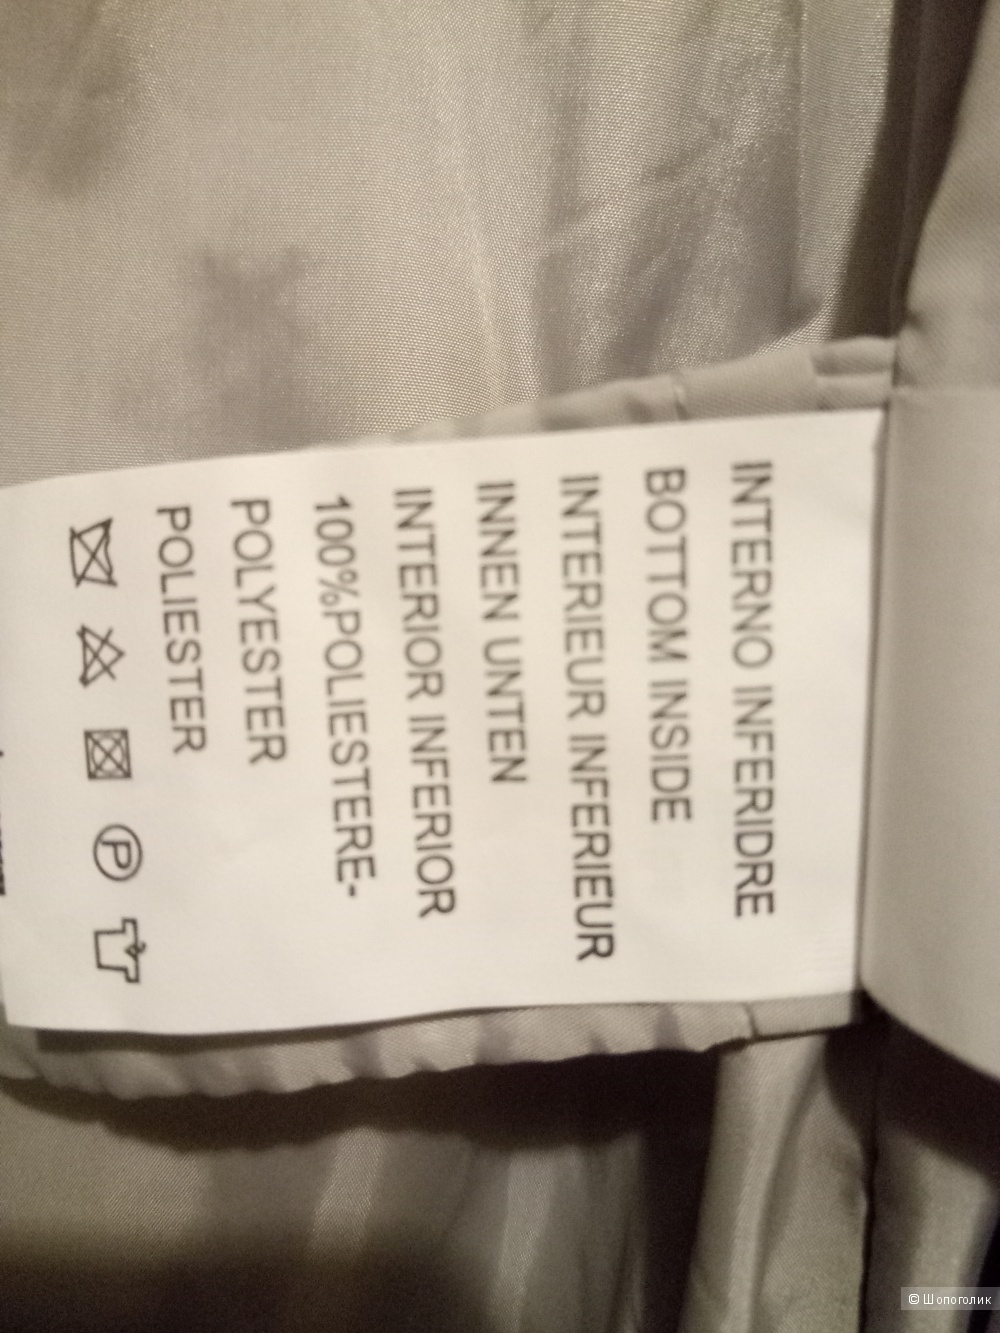 INTERNO INFERIDRE
BOTTOM INSIDE
INTERIEUR INFERIEUR
INNEN UNTEN
INTERIOR INFERIOR
100%POLIESTERE-
POLYESTER
POLIESTER
P
© Шопоголик